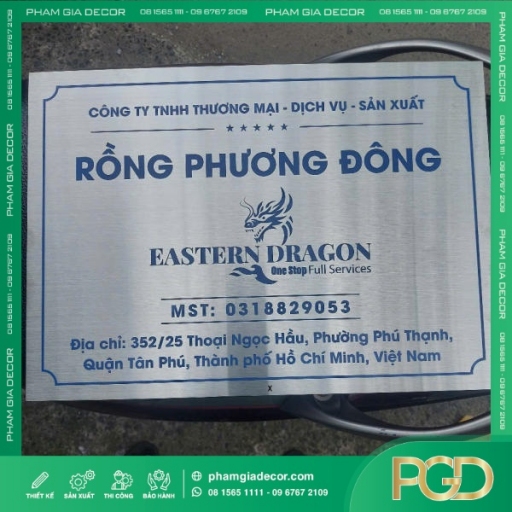 PHAM GIA DECOR
08 1565 1111 - 09 6767 2109
PHAM GIA DECOR
08 1565 1111 - 09 6767 2109
PHAM GIA DECOR
CÔNG TY TNHH THƯƠNG MẠI - DỊCH VỤ - SẢN XUẤT
RỒNG PHƯƠNG ĐÔNG
EASTERN DRAGON
One Stop Full Services
MST: 0318829053
Địa chỉ: 352/25 Thoại Ngọc Hầu, Phường Phú Thạnh,
Quận Tân Phú, Thành phố Hồ Chí Minh, Việt Nam
X
THIẾT KẾ
SẢN XUẤT
THI CÔNG
BẢO HÀNH
phamgiadecor.com
08 1565 1111 - 09 6767 2109
PGD